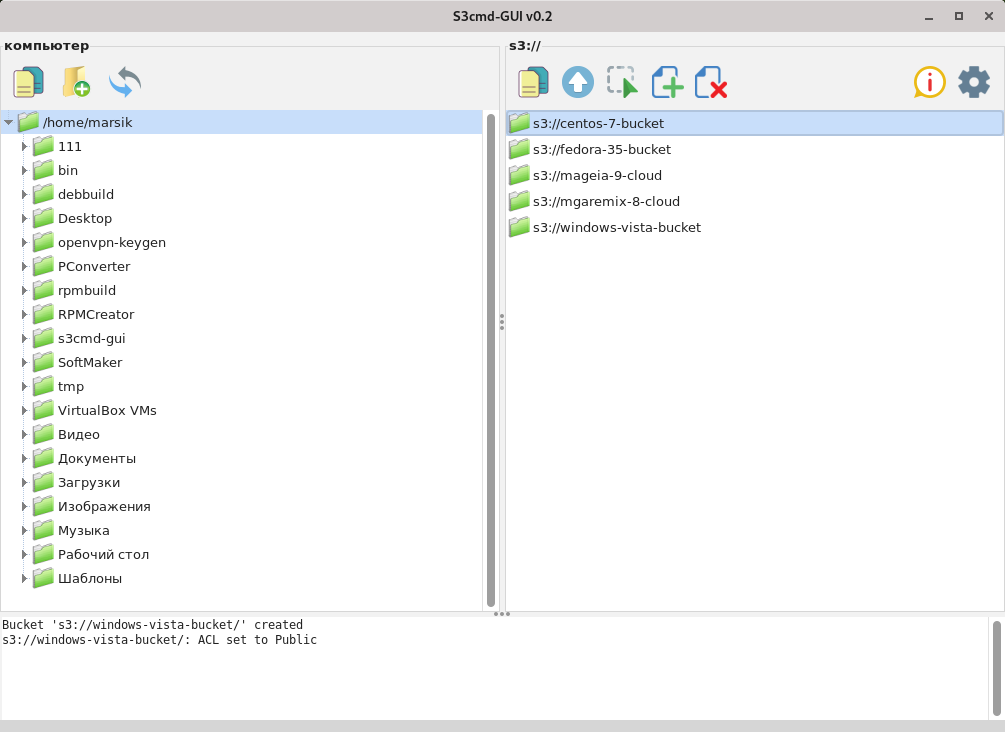 S3cmd-GUI v0.2
компьютер
/home/marsik
111
bin
debbuild
Desktop
openvpn-keygen
PConverter
rpmbuild
RPMCreator
s3cmd-gui
SoftMaker
tmp
VirtualBox VMs
Видео
Документы
Загрузки
Изображения
Музыка
Рабочий стол
Шаблоны
s3://
s3://centos-7-bucket
s3://fedora-35-bucket
s3://mageia-9-cloud
s3://mgaremix-8-cloud
s3://windows-vista-bucket
Bucket 's3://windows-vista-bucket/' created
s3://windows-vista-bucket/: ACL set to Public